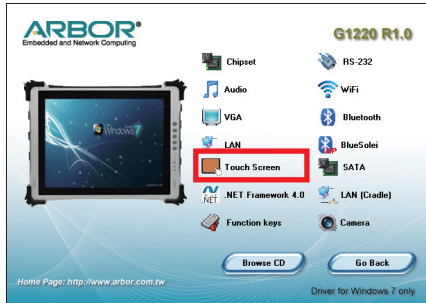 ARBOR®
Embedded and Network Computing
G1220 R1.0
Chipset
RS-232
Audio
WiFi
VGA
Bluetooth
LAN
BlueSolei
Touch Screen
SATA
.NET Framework 4.0
LAN (Cradle)
Function keys
Camera
Windows 7
Browse CD
Go Back
Home Page: http://www.arbor.com.tw
Driver for Windows 7 only